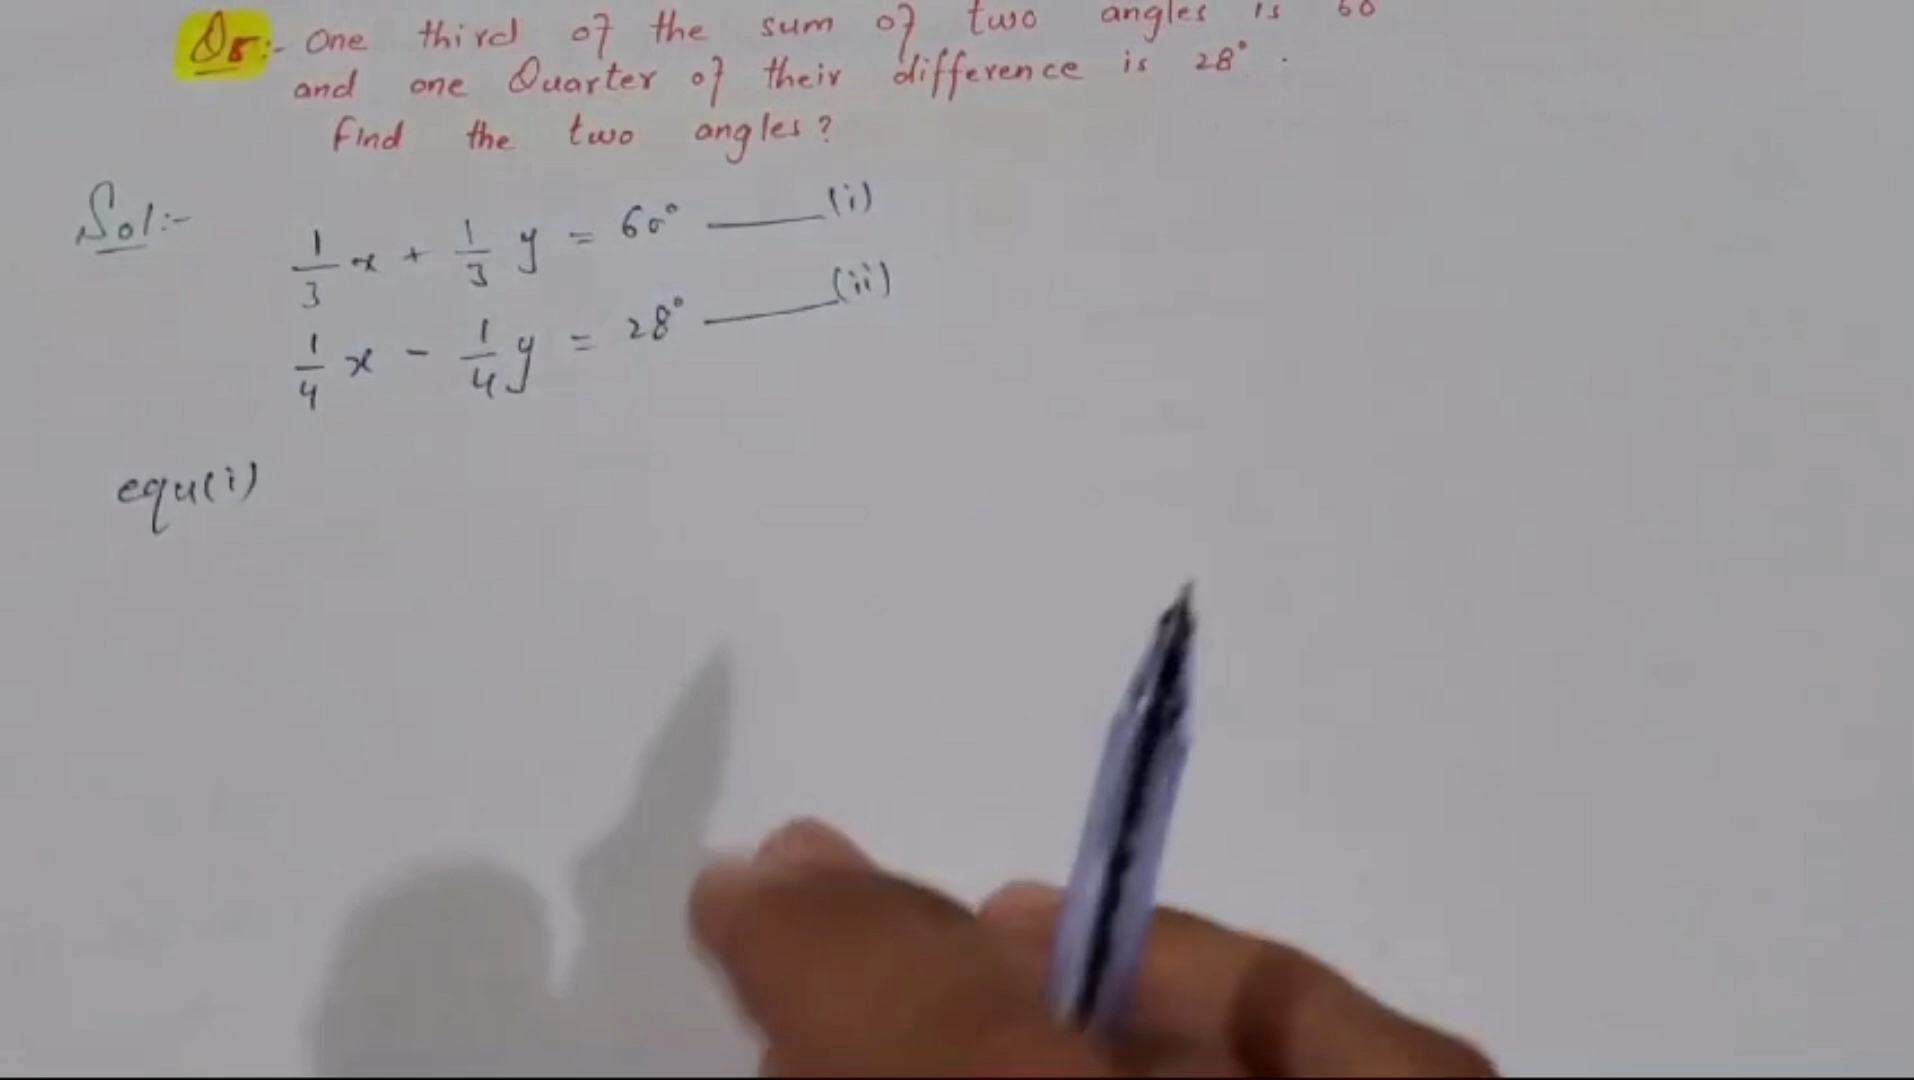 Q5:- One third of the sum of two angles is 60
and one Quarter of their difference is 28° .
Find the two angles?
Sol:-
1/3 x + 1/3 y = 60° ——— (i)
1/4 x - 1/4 y = 28° ——— (ii)
equ(i)